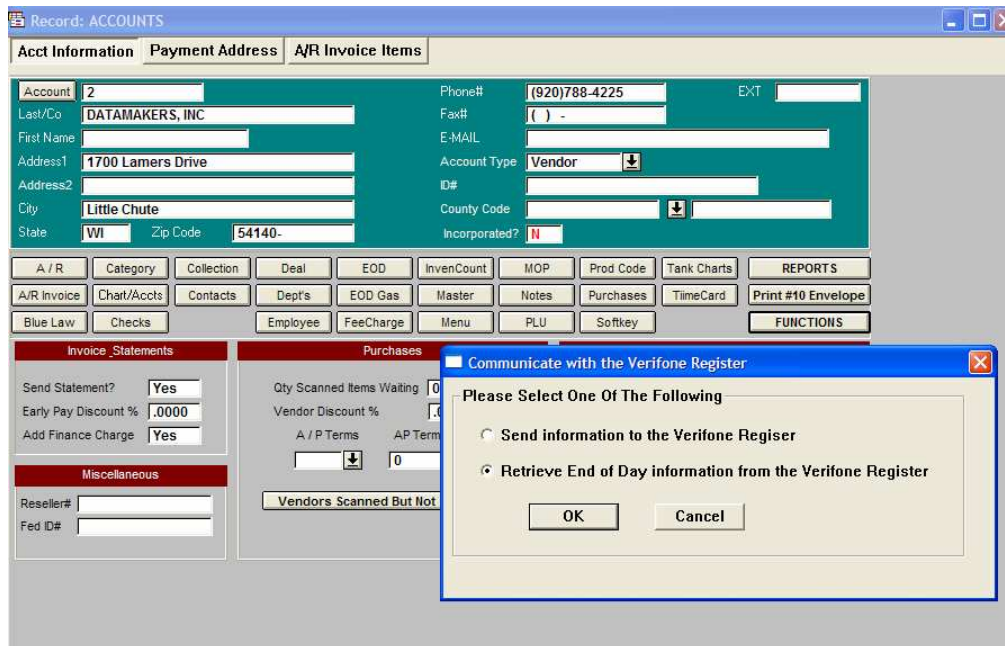 Record: ACCOUNTS
Acct Information Payment Address A/R Invoice Items
Account 2 Phone# (920)788-4225 EXT
Last/Co DATAMAKERS, INC Fax# ( ) -
First Name E-MAIL
Address1 1700 Lamers Drive Account Type Vendor
Address2 ID#
City Little Chute County Code
State WI Zip Code 54140- Incorporated? N
A / R Category Collection Deal EOD InvenCount MOP Prod Code Tank Charts REPORTS
A/R Invoice Chart/Accts Contacts Dept's EOD Gas Master Notes Purchases TiimeCard Print #10 Envelope
Blue Law Checks Employee FeeCharge Menu PLU Softkey FUNCTIONS
Invoice_Statements Purchases
Send Statement? Yes Qty Scanned Items Waiting 0
Early Pay Discount % .0000 Vendor Discount %
Add Finance Charge Yes A / P Terms AP Term
0
Miscellaneous
Reseller# Vendors Scanned But Not
Fed ID#
Communicate with the Verifone Register
Please Select One Of The Following
Send information to the Verifone Regiser
Retrieve End of Day information from the Verifone Register
OK Cancel